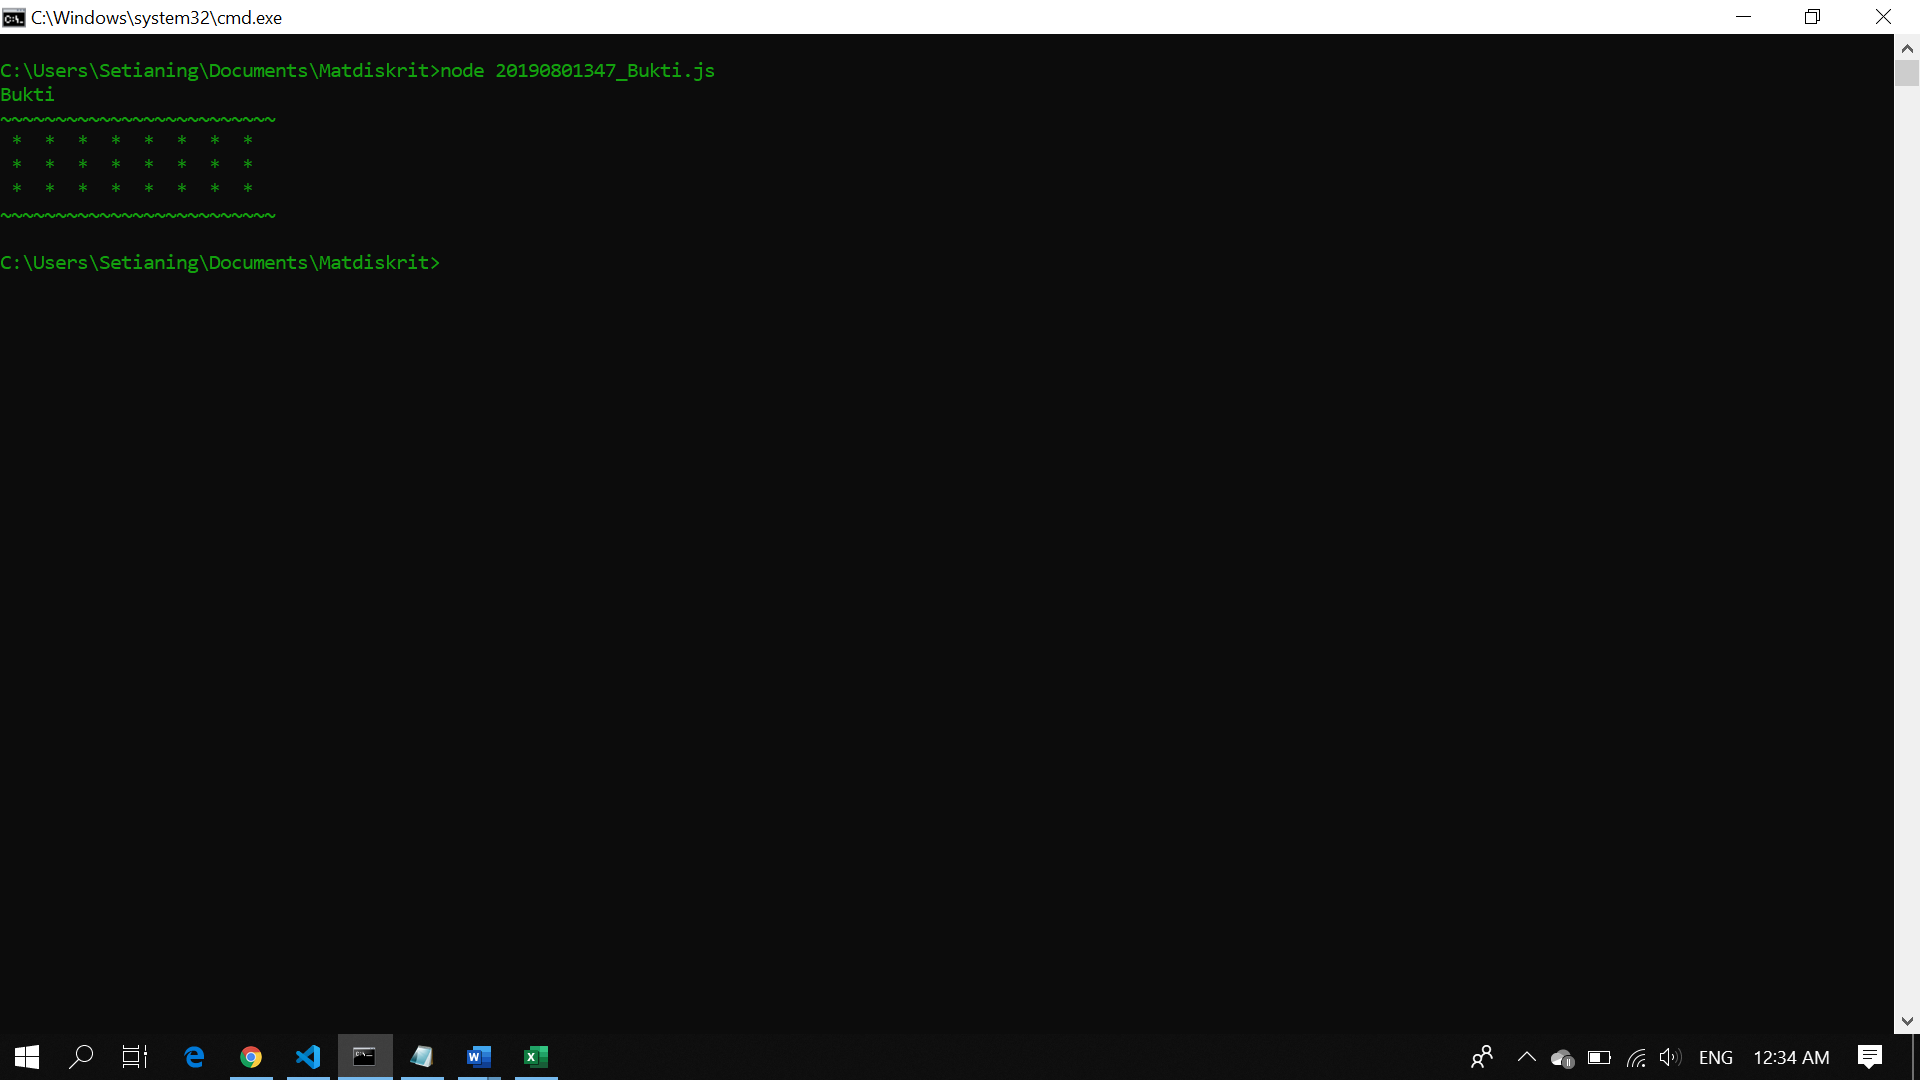 C:\Windows\system32\cmd.exe
C:\Users\Setianing\Documents\Matdiskrit>node 20190801347_Bukti.js
Bukti
~~~~~~~~~~~~~~~~~~~~~~~~~
 *  *  *  *  *  *  *  *
 *  *  *  *  *  *  *  *
 *  *  *  *  *  *  *  *
~~~~~~~~~~~~~~~~~~~~~~~~~
C:\Users\Setianing\Documents\Matdiskrit>
ENG 12:34 AM